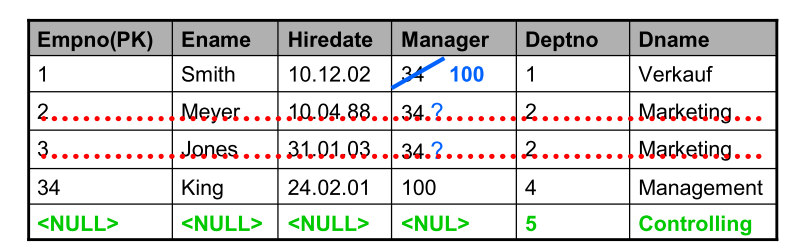 Empno(PK) Ename Hiredate Manager Deptno Dname
1 Smith 10.12.02 34 100 1 Verkauf
2 Meyer 10.04.88 34 ? 2 Marketing
3 Jones 31.01.03 34 ? 2 Marketing
34 King 24.02.01 100 4 Management
<NULL> <NULL> <NULL> <NUL> 5 Controlling